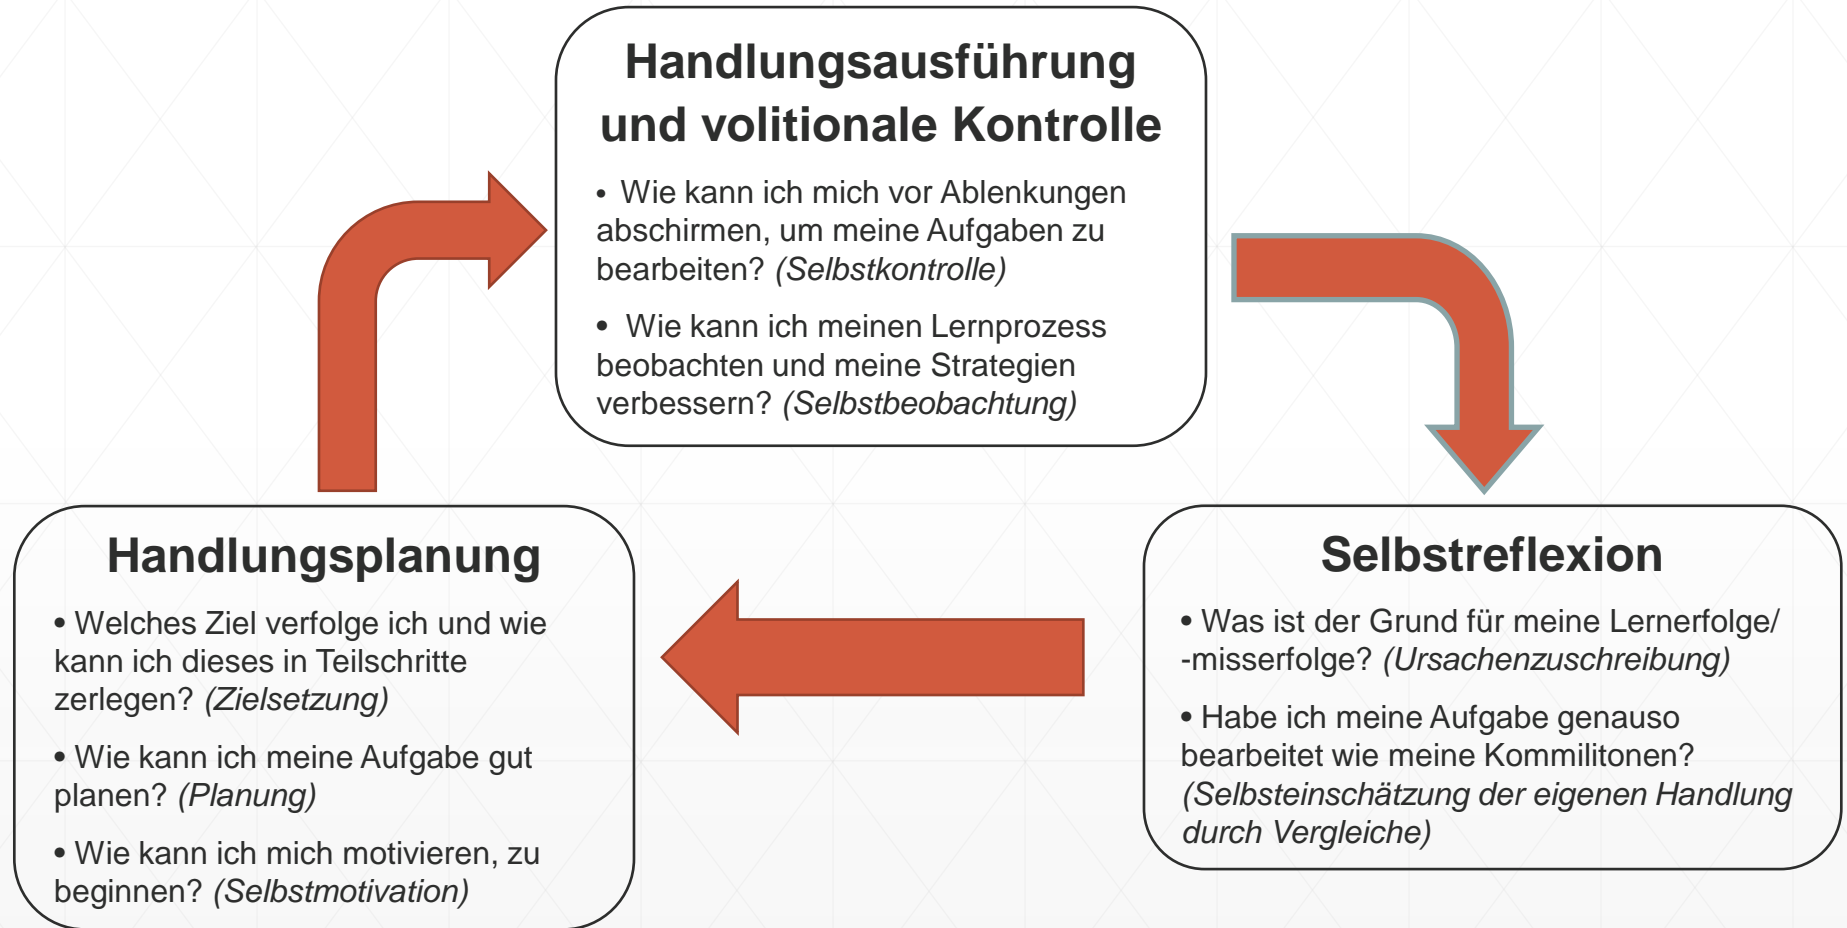 Handlungsausführung
und volitionale Kontrolle
• Wie kann ich mich vor Ablenkungen
abschirmen, um meine Aufgaben zu
bearbeiten? (Selbstkontrolle)
• Wie kann ich meinen Lernprozess
beobachten und meine Strategien
verbessern? (Selbstbeobachtung)
Handlungsplanung
• Welches Ziel verfolge ich und wie
kann ich dieses in Teilschritte
zerlegen? (Zielsetzung)
• Wie kann ich meine Aufgabe gut
planen? (Planung)
• Wie kann ich mich motivieren, zu
beginnen? (Selbstmotivation)
Selbstreflexion
• Was ist der Grund für meine Lernerfolge/
-misserfolge? (Ursachenzuschreibung)
• Habe ich meine Aufgabe genauso
bearbeitet wie meine Kommilitonen?
(Selbsteinschätzung der eigenen Handlung
durch Vergleiche)